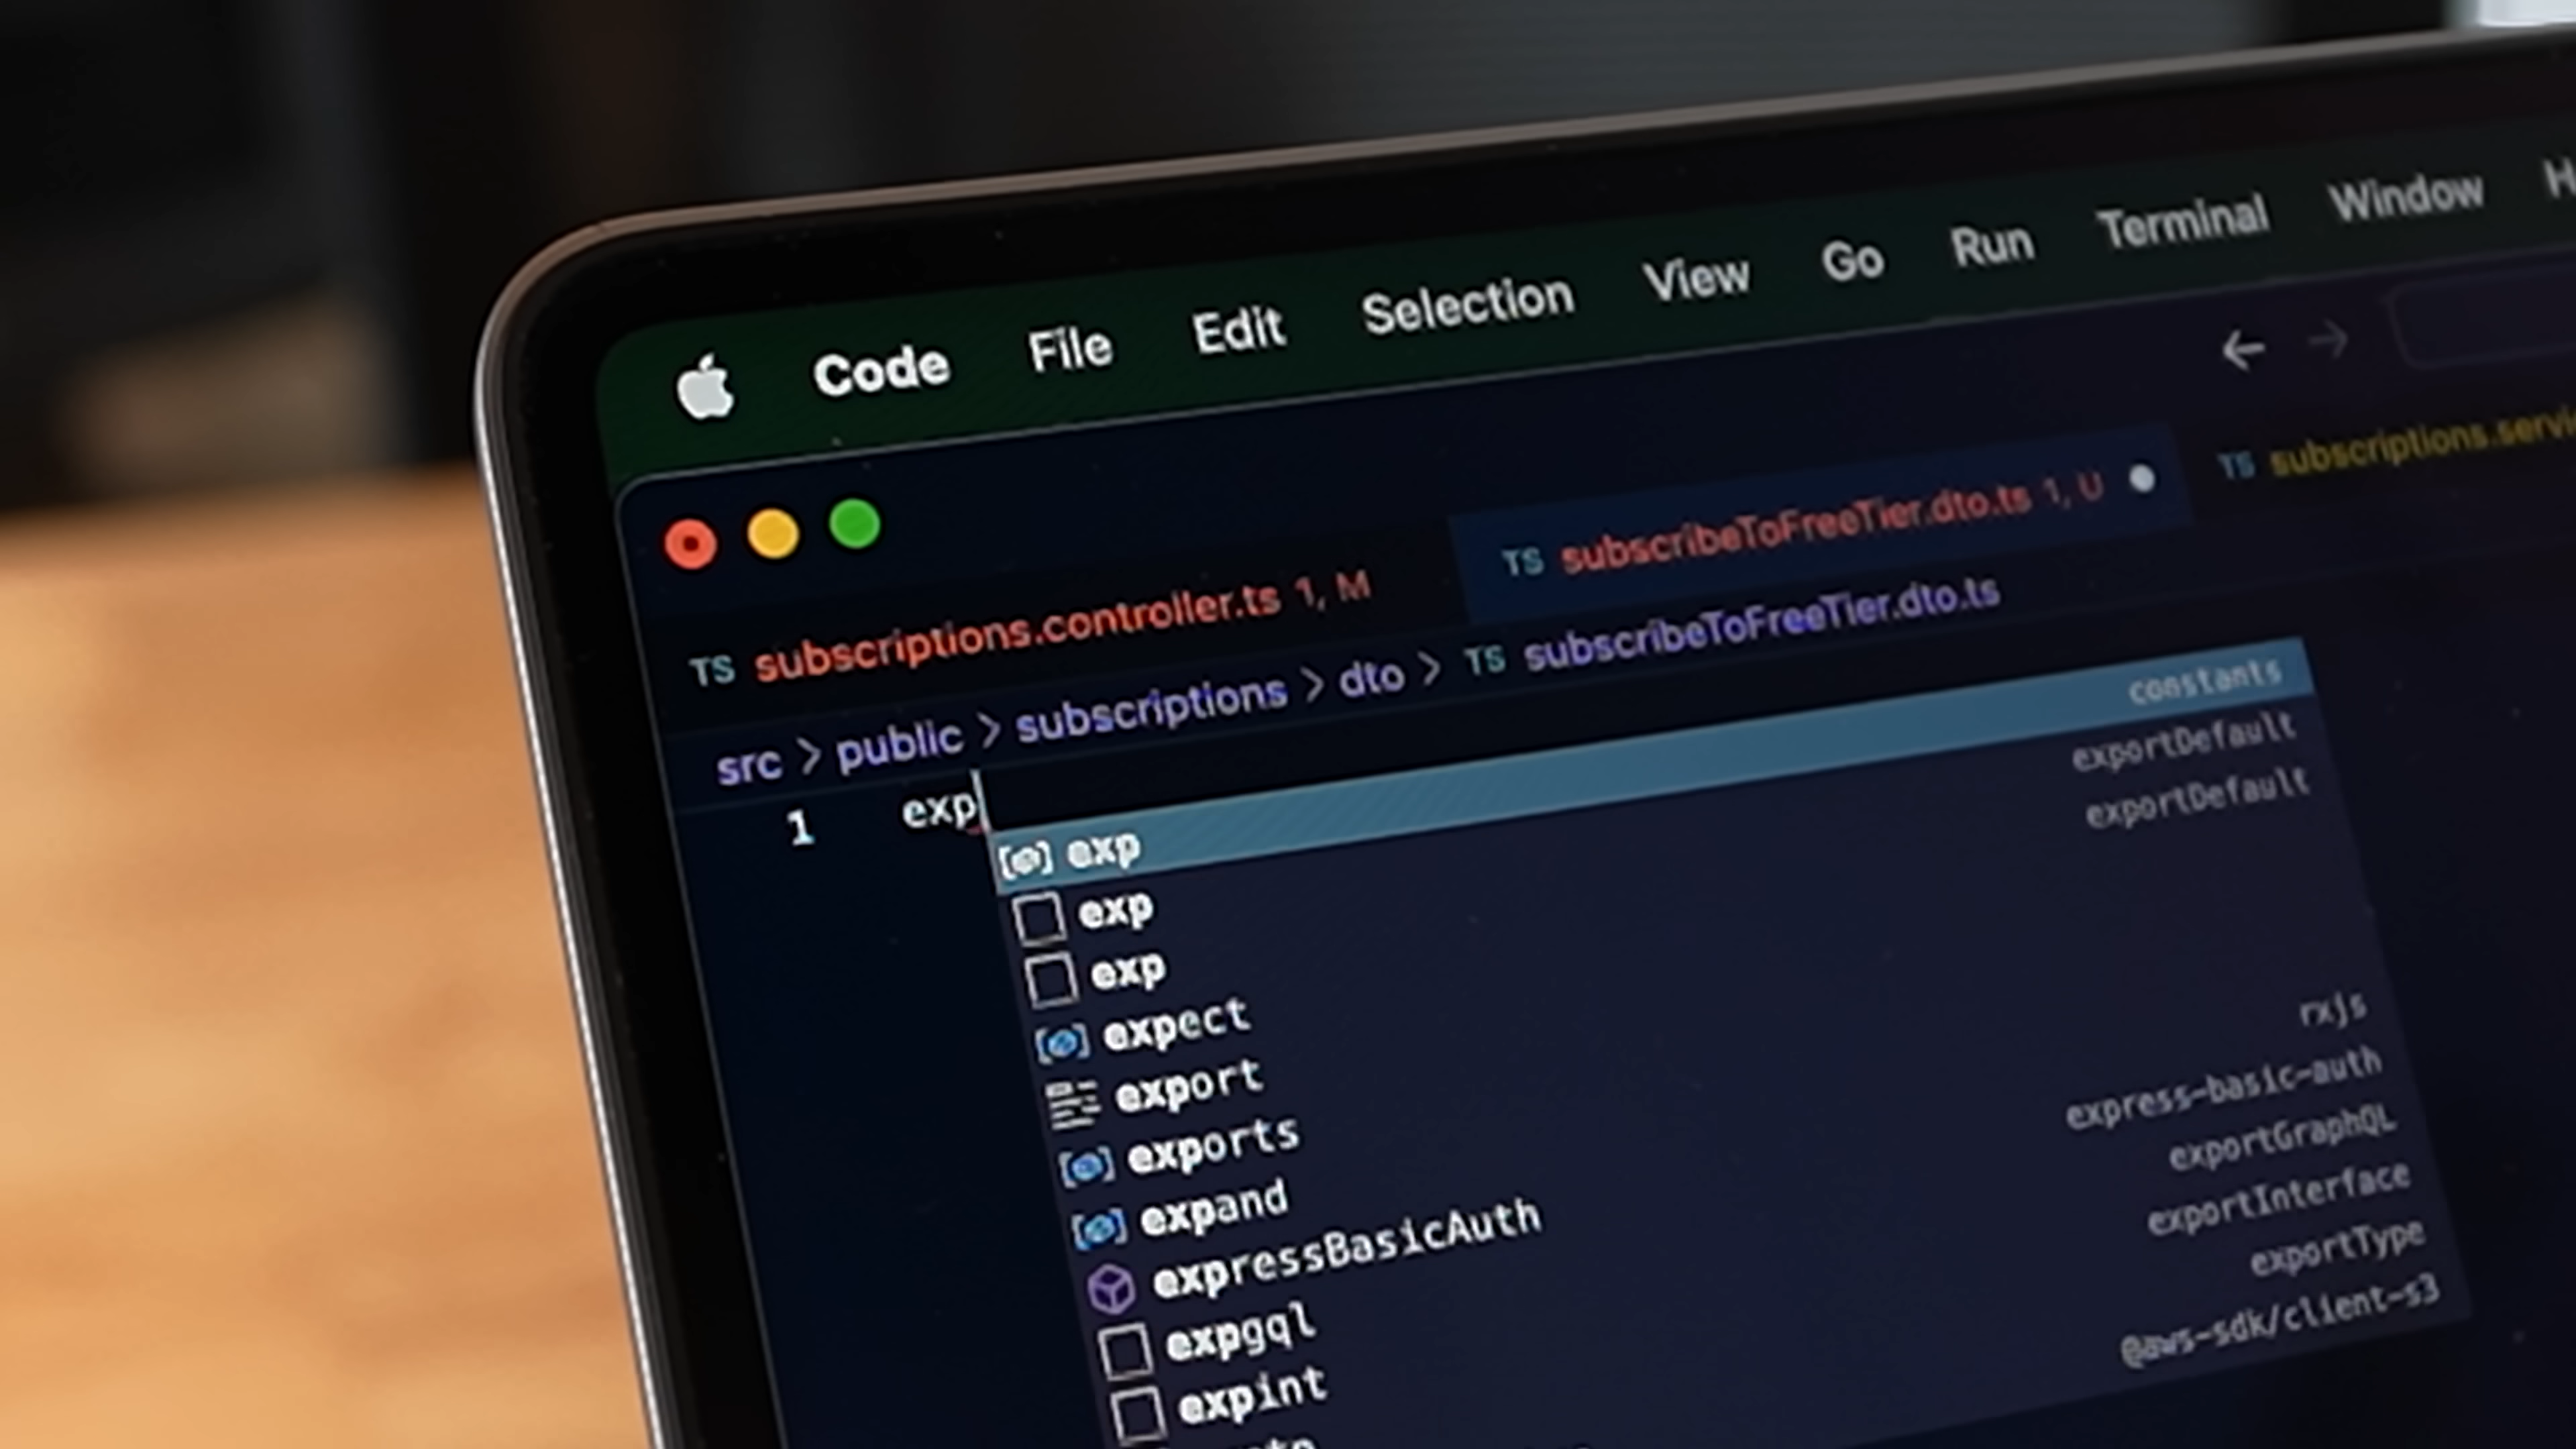 Code File Edit Selection View Go Run Terminal Window
TS subscriptions.controller.ts 1, M TS subscribeToFreeTier.dto.ts 1, U TS
src > public > subscriptions > dto > TS subscribeToFreeTier.dto.ts
1 exp
exp constants
exp exportDefault
exp exportDefault
expect
export
exports
expand rxjs
expressBasicAuth express-basic-auth
expgql exportGraphQL
expint exportInterface
exportType
@aws-sdk/client-s3